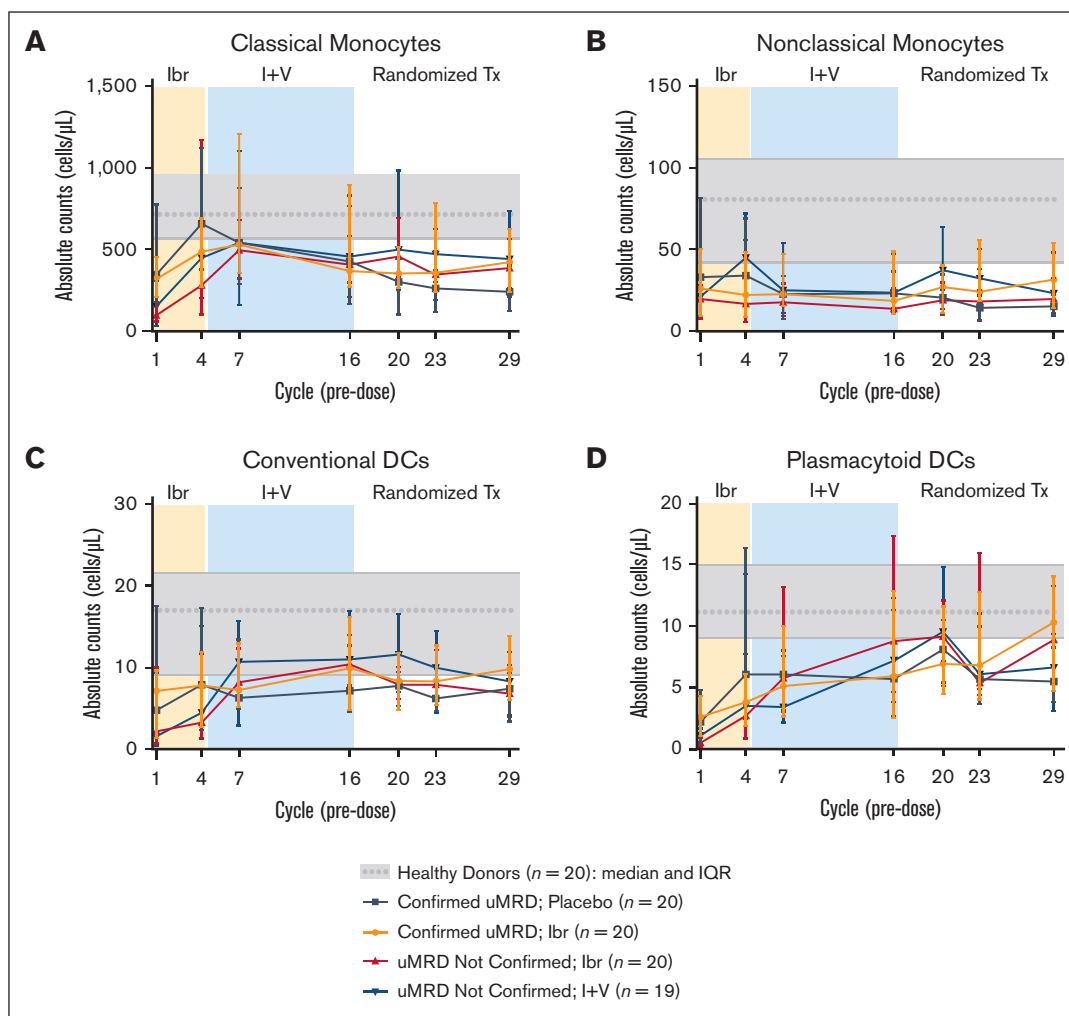 A Classical Monocytes
Ibr I+V Randomized Tx
Absolute counts (cells/μL)
1,500
1,000
500
0
1 4 7 16 20 23 29
Cycle (pre-dose)
B Nonclassical Monocytes
Ibr I+V Randomized Tx
Absolute counts (cells/μL)
150
100
50
0
1 4 7 16 20 23 29
Cycle (pre-dose)
C Conventional DCs
Ibr I+V Randomized Tx
Absolute counts (cells/μL)
30
20
10
0
1 4 7 16 20 23 29
Cycle (pre-dose)
D Plasmacytoid DCs
Ibr I+V Randomized Tx
Absolute counts (cells/μL)
20
15
10
5
0
1 4 7 16 20 23 29
Cycle (pre-dose)
Healthy Donors (n = 20): median and IQR
Confirmed uMRD; Placebo (n = 20)
Confirmed uMRD; Ibr (n = 20)
uMRD Not Confirmed; Ibr (n = 20)
uMRD Not Confirmed; I+V (n = 19)